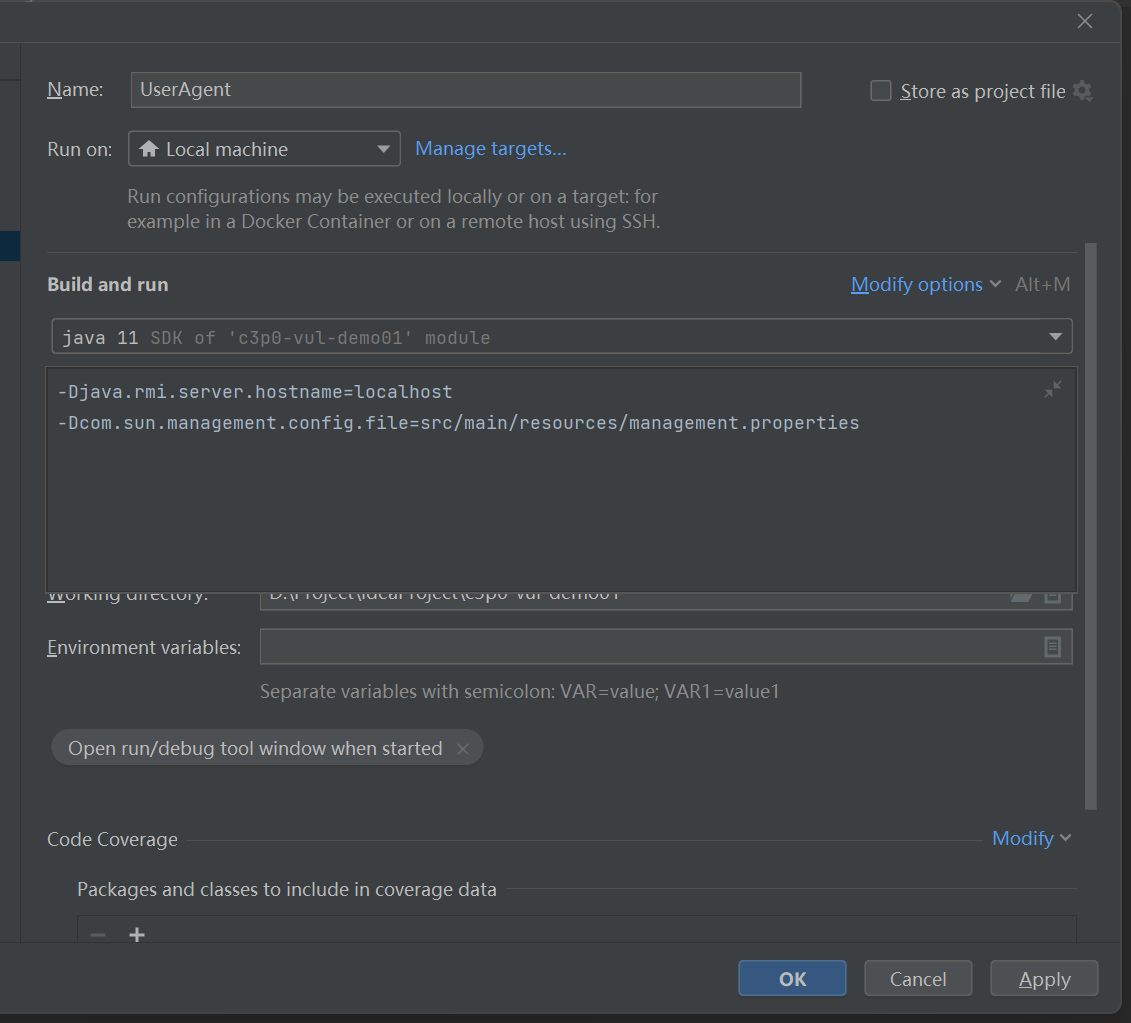 Name:
UserAgent
Store as project file
Run on:
Local machine
Manage targets...
Run configurations may be executed locally or on a target: for
example in a Docker Container or on a remote host using SSH.
Build and run
Modify options
Alt+M
java 11 SDK of 'c3p0-vul-demo01' module
-Djava.rmi.server.hostname=localhost
-Dcom.sun.management.config.file=src/main/resources/management.properties
Working directory:
D:\Project\IdeaProject\c3p0-vul-demo01
Environment variables:
Separate variables with semicolon: VAR=value; VAR1=value1
Open run/debug tool window when started
Code Coverage
Modify
Packages and classes to include in coverage data
OK
Cancel
Apply